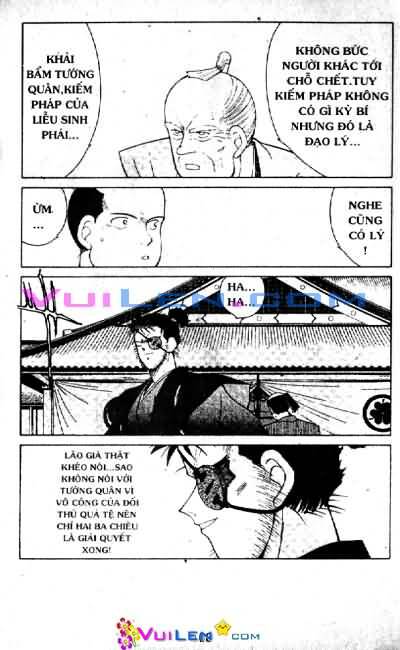 KHẢI
BẨM TƯỚNG
QUÂN,KIẾM
PHÁP CỦA
LIỄU SINH
PHÁI...
KHÔNG BỨC
NGƯỜI KHÁC TỚI
CHỖ CHẾT.TUY
KIẾM PHÁP KHÔNG
CÓ GÌ KỲ BÍ
NHƯNG ĐÓ LÀ
ĐẠO LÝ...
ỪM.
...
NGHE
CŨNG
CÓ LÝ
!
HA...
HA...
VUILEN.COM
LÃO GIÀ THẬT
KHÉO NÓI...SAO
KHÔNG NÓI VỚI
TƯỚNG QUÂN VÌ
VÕ CÔNG CỦA ĐỐI
THỦ QUÁ TỆ NÊN
CHỈ HAI BA CHIÊU
LÀ GIẢI QUYẾT
XONG!
VUILEN.COM